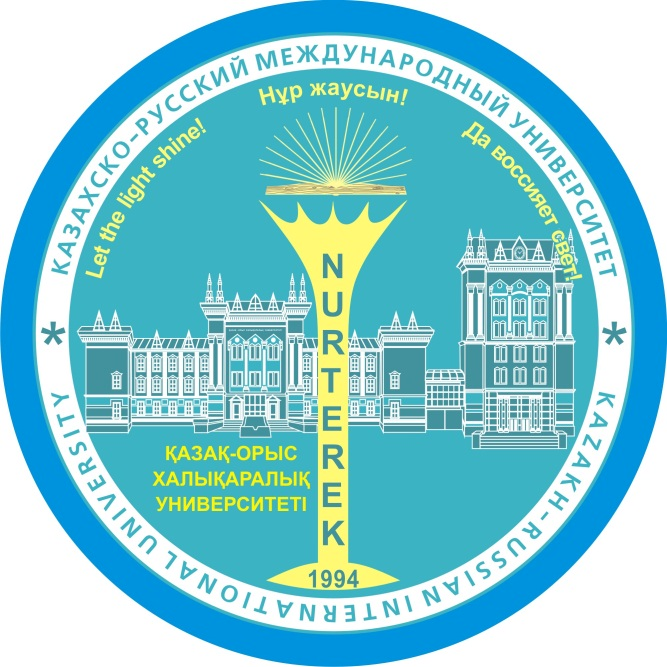 КАЗАХСКО-РУССКИЙ МЕЖДУНАРОДНЫЙ УНИВЕРСИТЕТ
Let the light shine!
Нұр жаусын!
Да воссияет свет!
NURTEREK
* *
ҚАЗАҚ-ОРЫС
ХАЛЫҚАРАЛЫҚ
УНИВЕРСИТЕТІ
1994
KAZAKH-RUSSIAN INTERNATIONAL UNIVERSITY